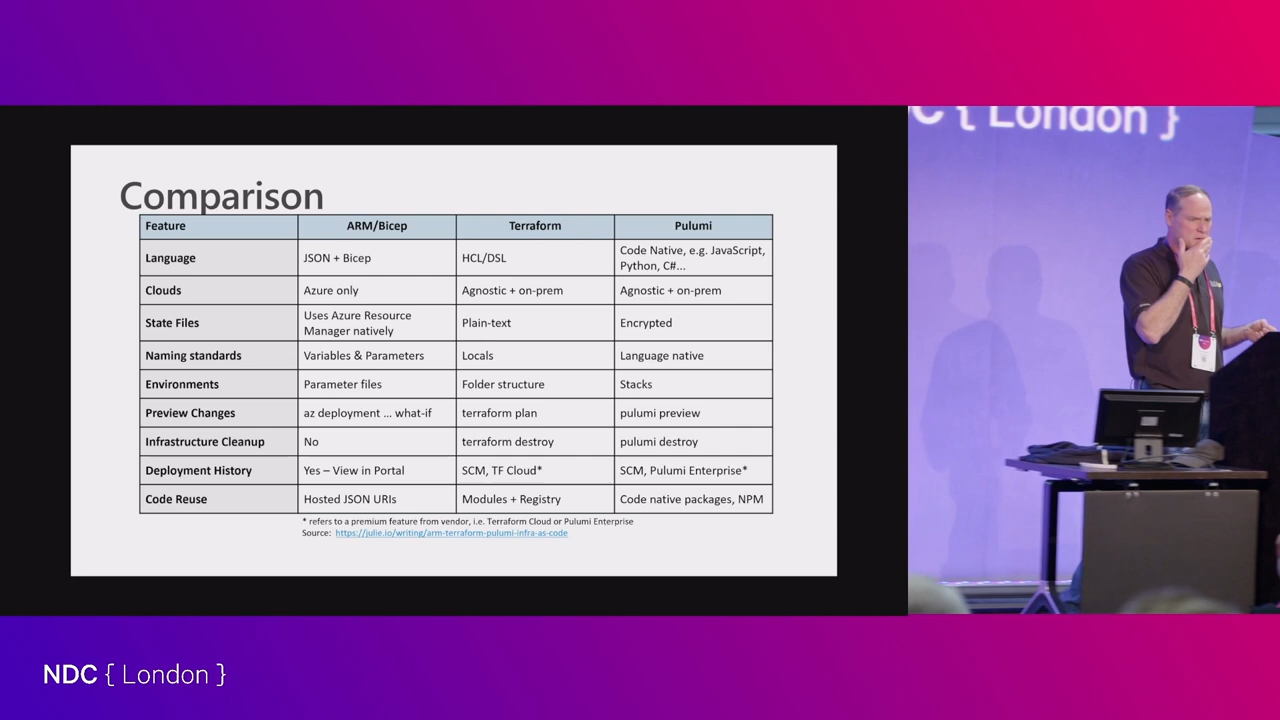 C { London }
Comparison
Feature ARM/Bicep Terraform Pulumi
Language JSON + Bicep HCL/DSL Code Native, e.g. JavaScript,
Python, C#...
Clouds Azure only Agnostic + on-prem Agnostic + on-prem
State Files Uses Azure Resource
Manager natively Plain-text Encrypted
Naming standards Variables & Parameters Locals Language native
Environments Parameter files Folder structure Stacks
Preview Changes az deployment ... what-if terraform plan pulumi preview
Infrastructure Cleanup No terraform destroy pulumi destroy
Deployment History Yes – View in Portal SCM, TF Cloud* SCM, Pulumi Enterprise*
Code Reuse Hosted JSON URIs Modules + Registry Code native packages, NPM
* refers to a premium feature from vendor, i.e. Terraform Cloud or Pulumi Enterprise
Source: https://julie.io/writing/arm-terraform-pulumi-infra-as-code
NDC { London }